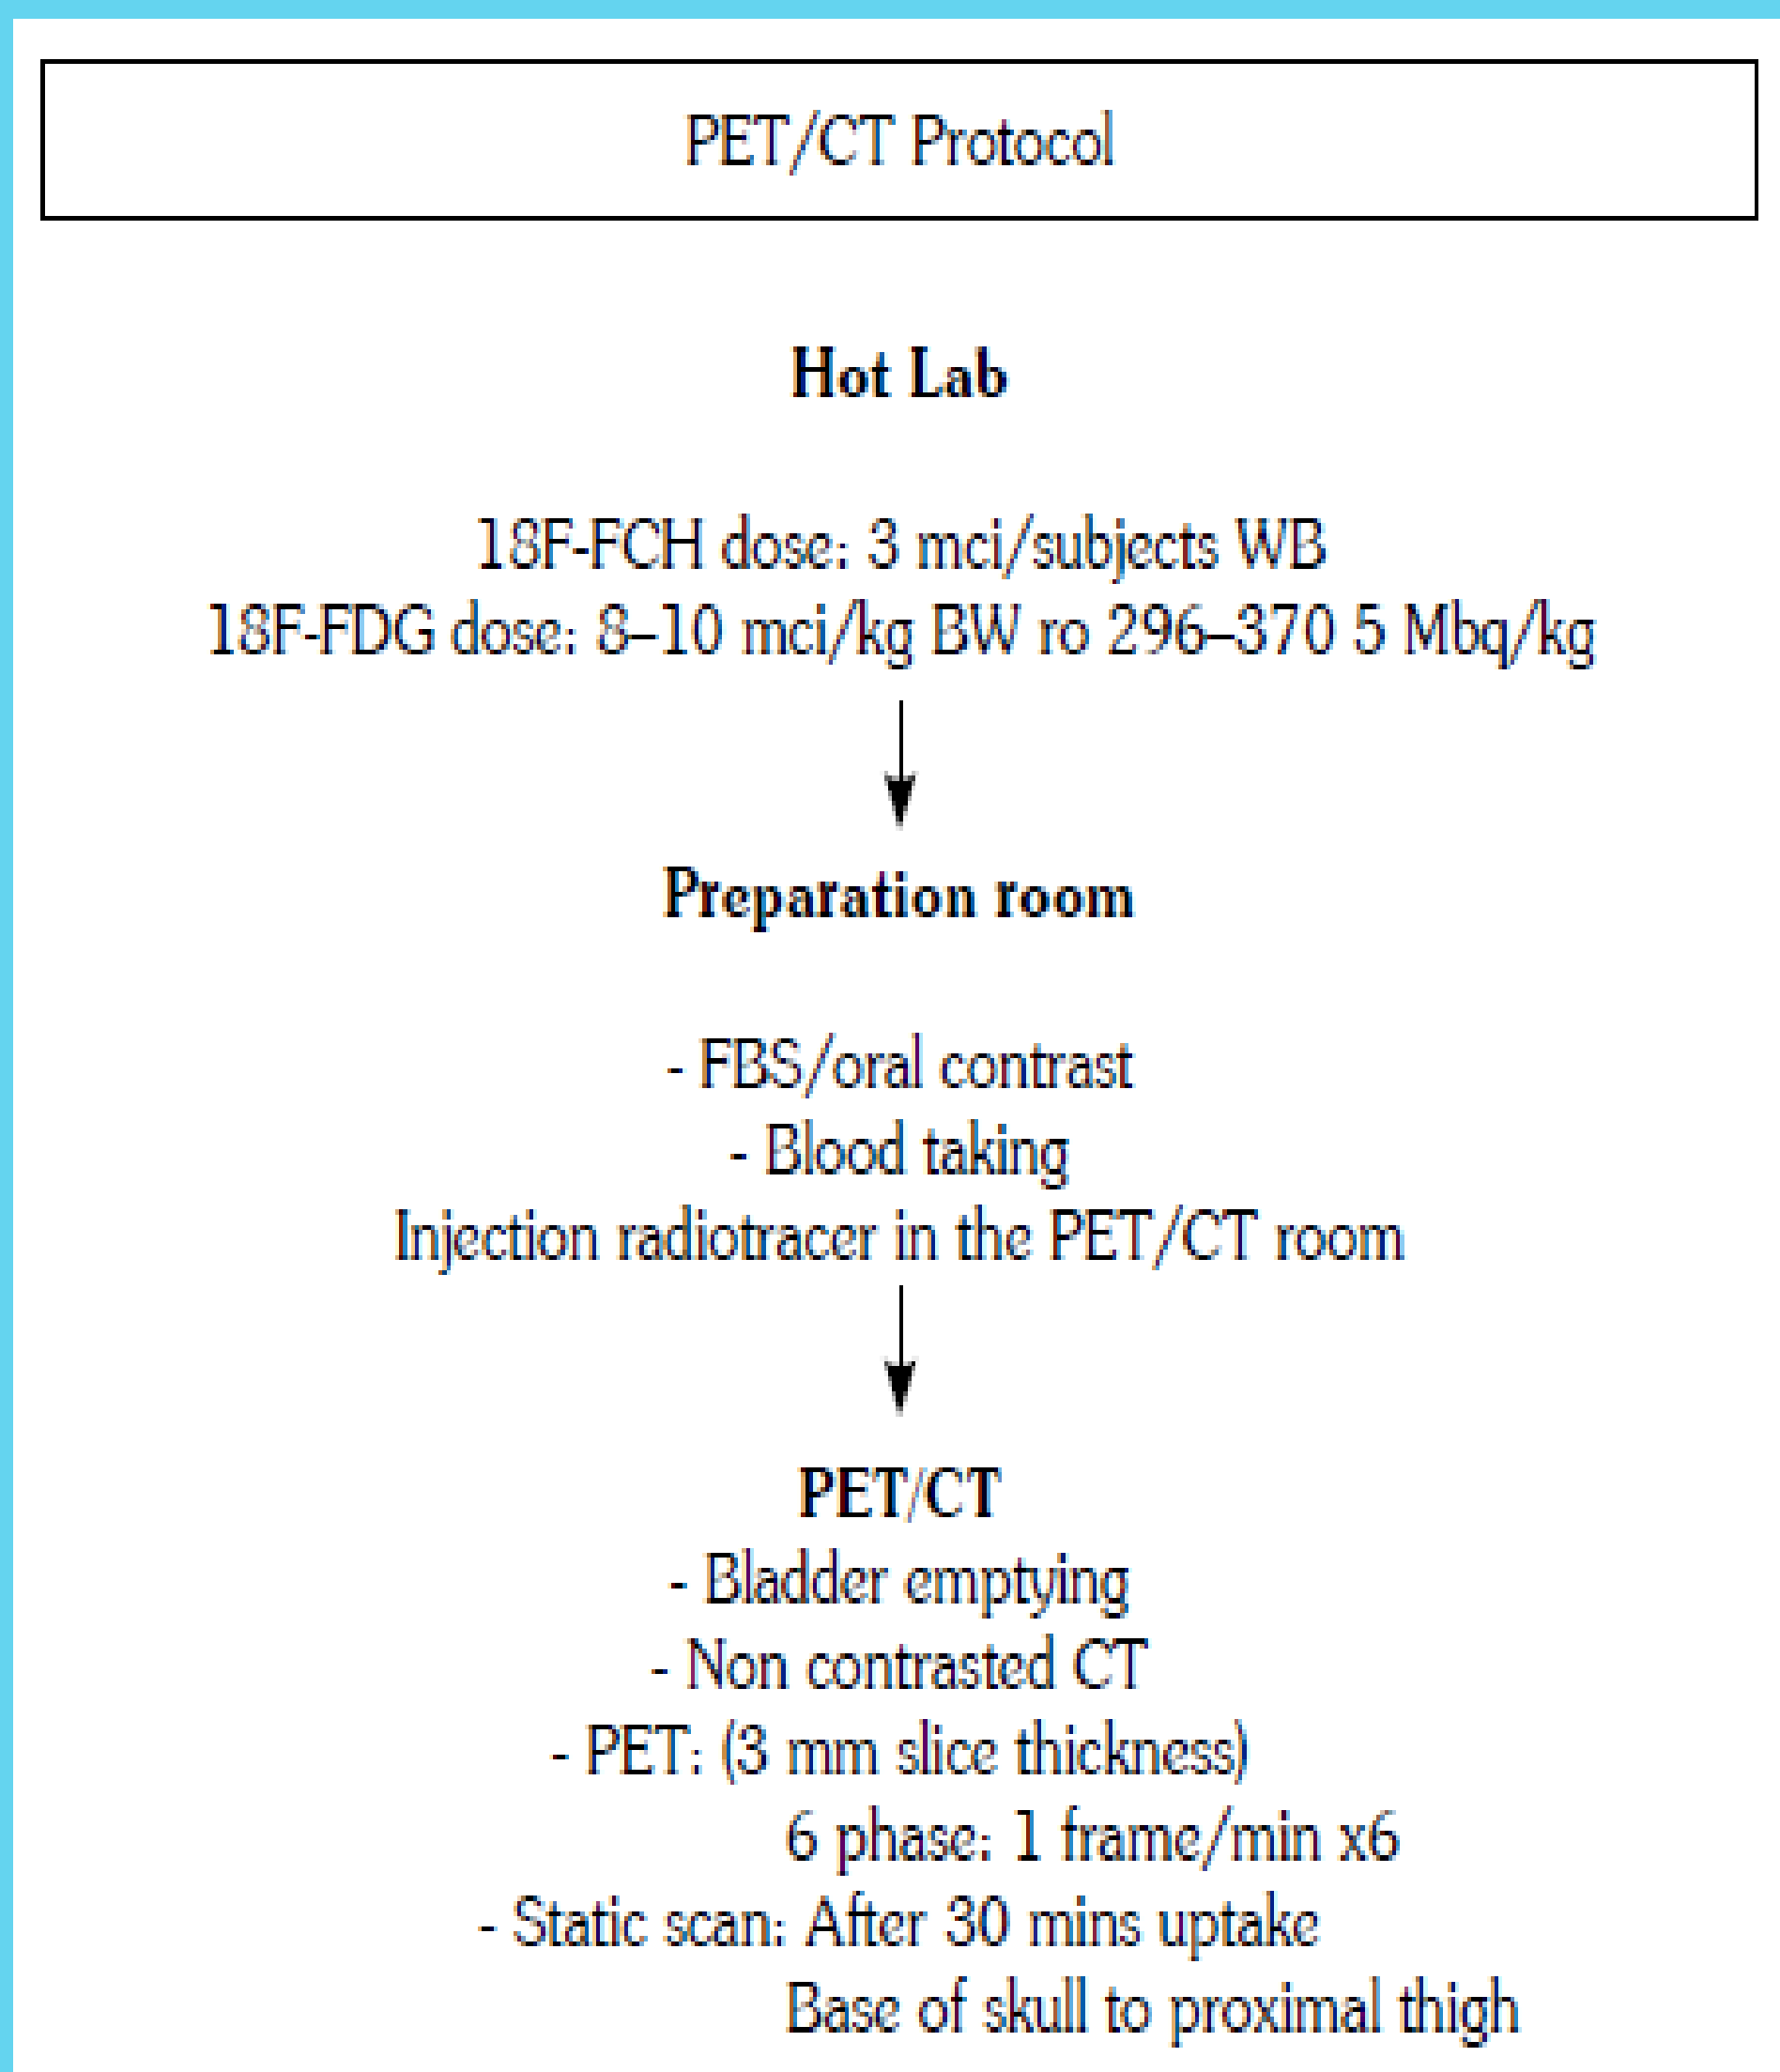 PET/CT Protocol
Hot Lab
18F-FCH dose: 3 mci/subjects WB
18F-FDG dose: 8–10 mci/kg BW ro 296–370 5 Mbq/kg
Preparation room
- FBS/oral contrast
- Blood taking
Injection radiotracer in the PET/CT room
PET/CT
- Bladder emptying
- Non contrasted CT
- PET: (3 mm slice thickness)
6 phase: 1 frame/min x6
- Static scan: After 30 mins uptake
Base of skull to proximal thigh